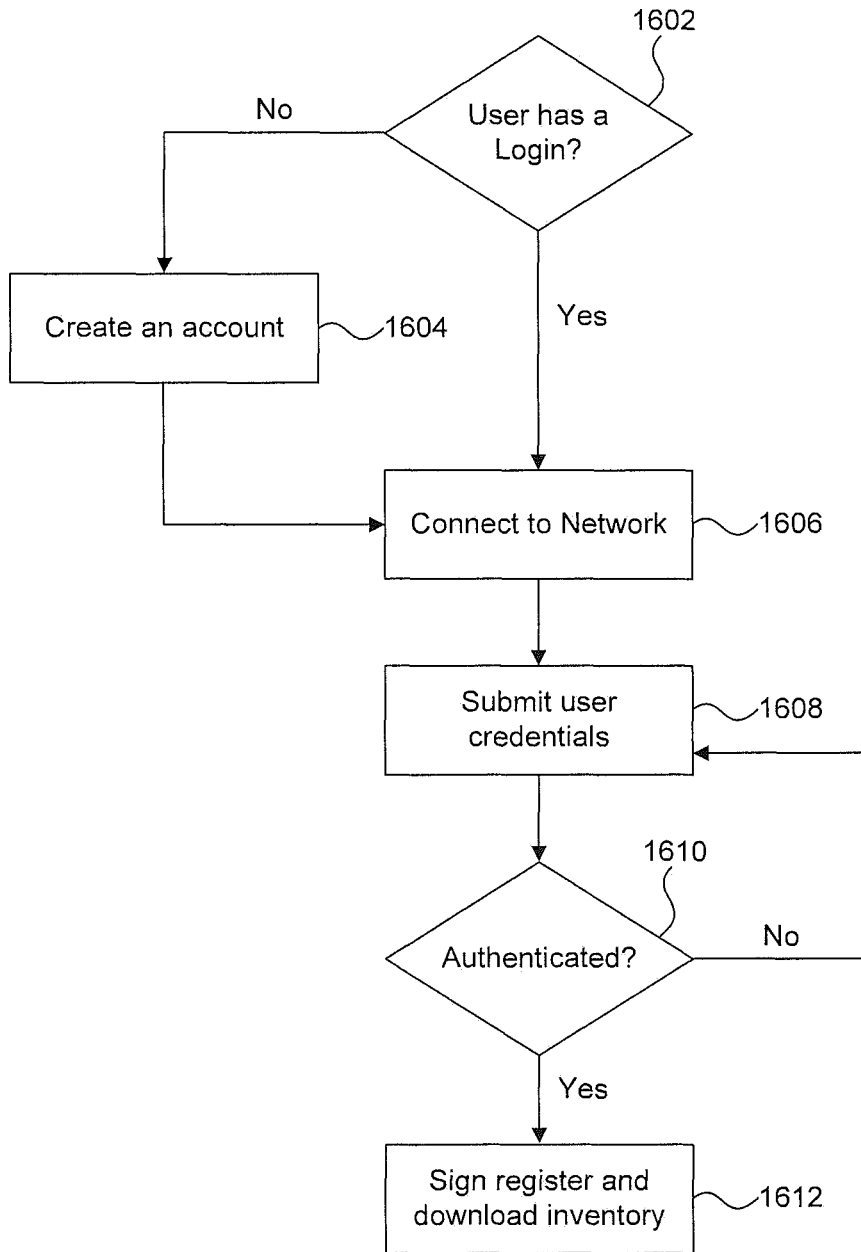 1602
No
User has a
Login?
Create an account
1604
Yes
Connect to Network
1606
Submit user
credentials
1608
1610
Authenticated?
No
Yes
Sign register and
download inventory
1612